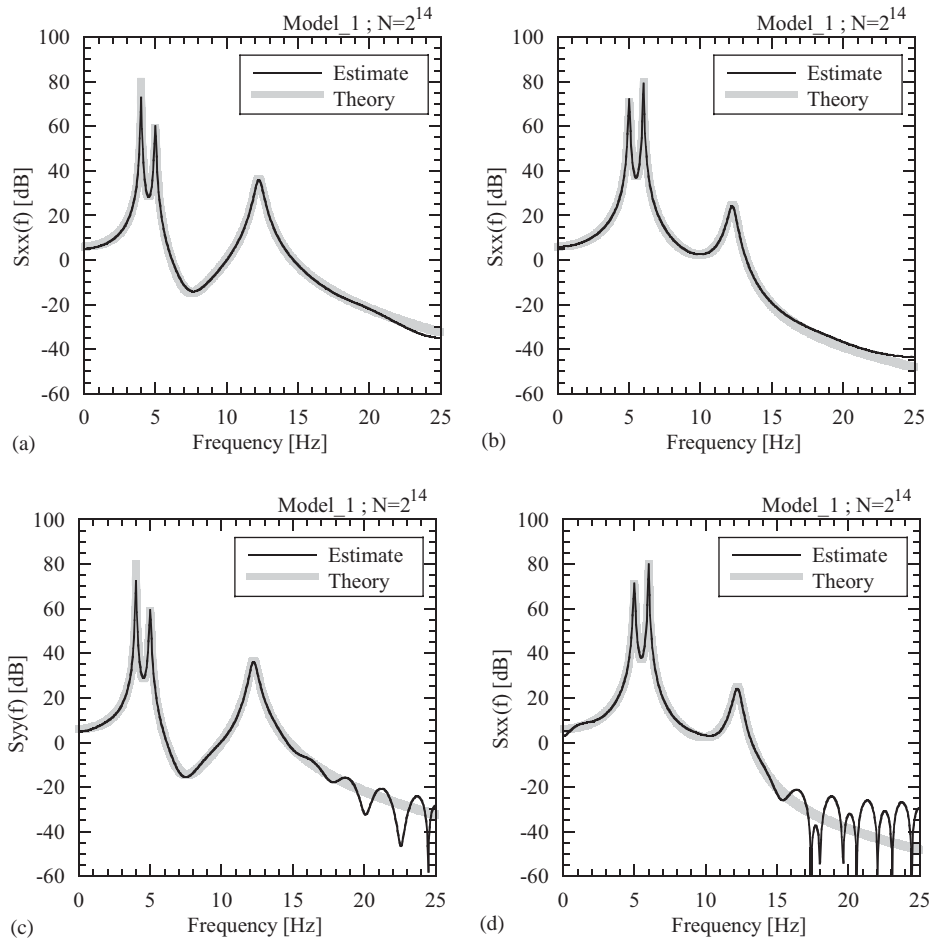 Model_1 ; N=2^14
100
80
60
40
20
0
-20
-40
-60
Sxx(f) [dB]
Estimate
Theory
0 5 10 15 20 25
Frequency [Hz]
(a)
Model_1 ; N=2^14
100
80
60
40
20
0
-20
-40
-60
Sxx(f) [dB]
Estimate
Theory
0 5 10 15 20 25
Frequency [Hz]
(b)
Model_1 ; N=2^14
100
80
60
40
20
0
-20
-40
-60
Syy(f) [dB]
Estimate
Theory
0 5 10 15 20 25
Frequency [Hz]
(c)
Model_1 ; N=2^14
100
80
60
40
20
0
-20
-40
-60
Sxx(f) [dB]
Estimate
Theory
0 5 10 15 20 25
Frequency [Hz]
(d)